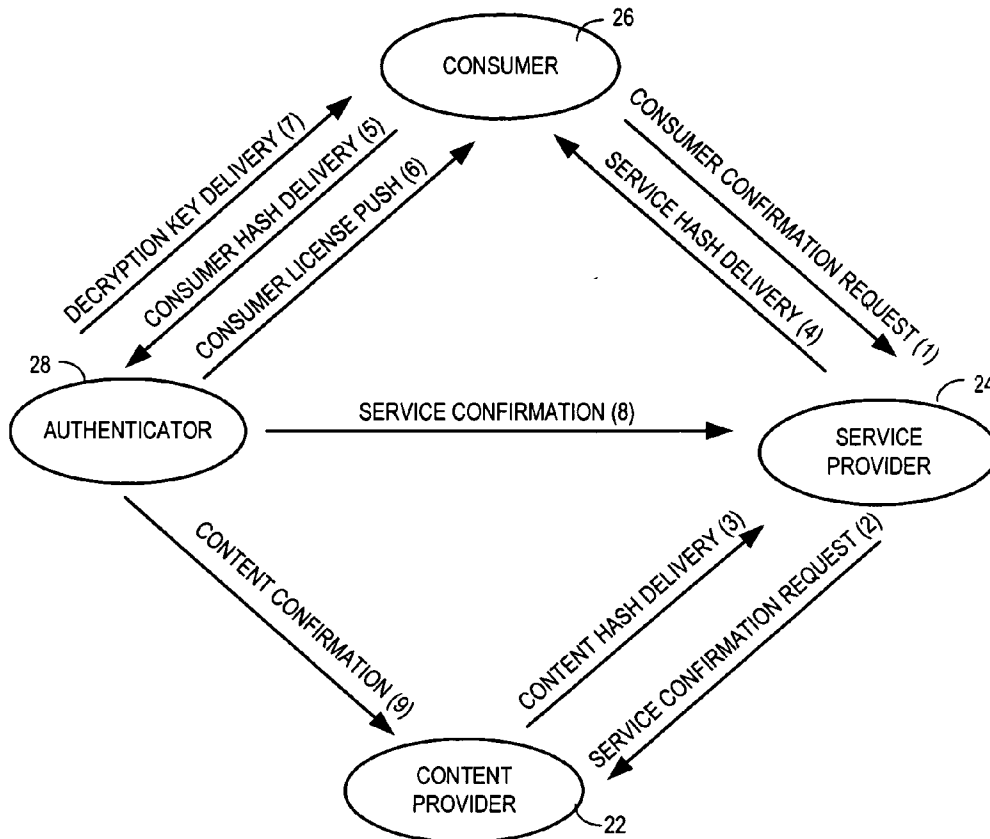 26
CONSUMER
DECRYPTION KEY DELIVERY (7)
CONSUMER HASH DELIVERY (5)
CONSUMER LICENSE PUSH (6)
SERVICE HASH DELIVERY (4)
CONSUMER CONFIRMATION REQUEST (1)
28
AUTHENTICATOR
SERVICE CONFIRMATION (8)
24
SERVICE
PROVIDER
CONTENT CONFIRMATION (9)
CONTENT HASH DELIVERY (3)
SERVICE CONFIRMATION REQUEST (2)
CONTENT
PROVIDER
22